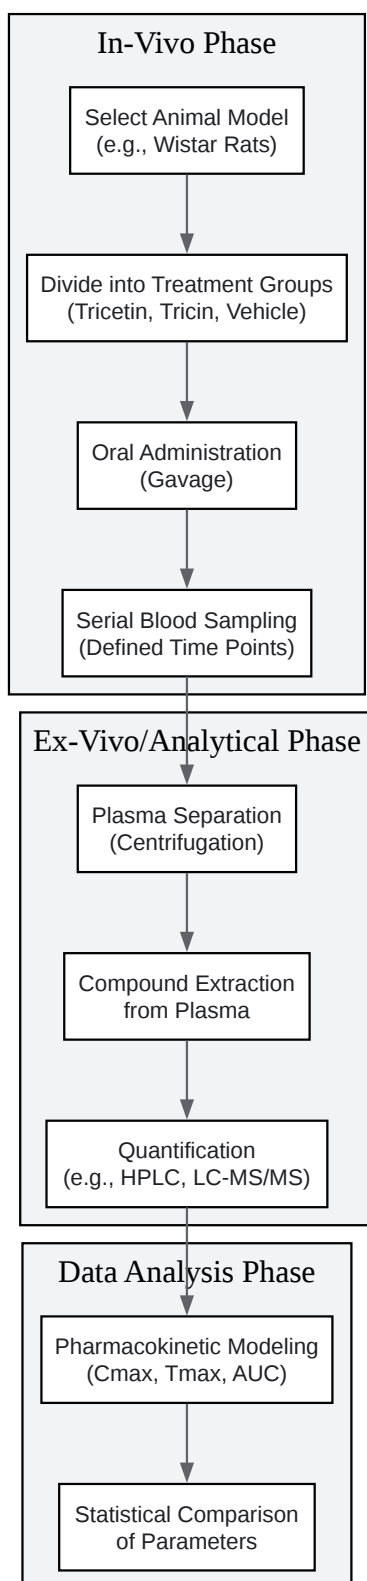 In-Vivo Phase
Select Animal Model
(e.g., Wistar Rats)
Divide into Treatment Groups
(Tricetin, Tricin, Vehicle)
Oral Administration
(Gavage)
Serial Blood Sampling
(Defined Time Points)
Ex-Vivo/Analytical Phase
Plasma Separation
(Centrifugation)
Compound Extraction
from Plasma
Quantification
(e.g., HPLC, LC-MS/MS)
Data Analysis Phase
Pharmacokinetic Modeling
(Cmax, Tmax, AUC)
Statistical Comparison
of Parameters